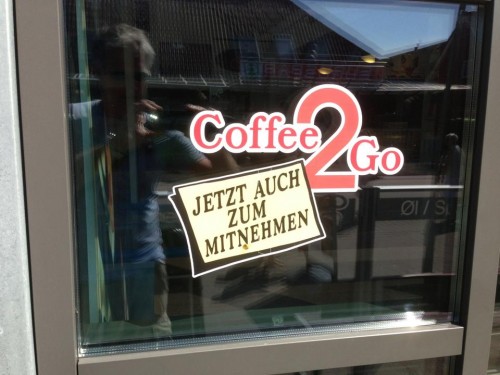 Coffee 2 Go
JETZT AUCH
ZUM
MITNEHMEN